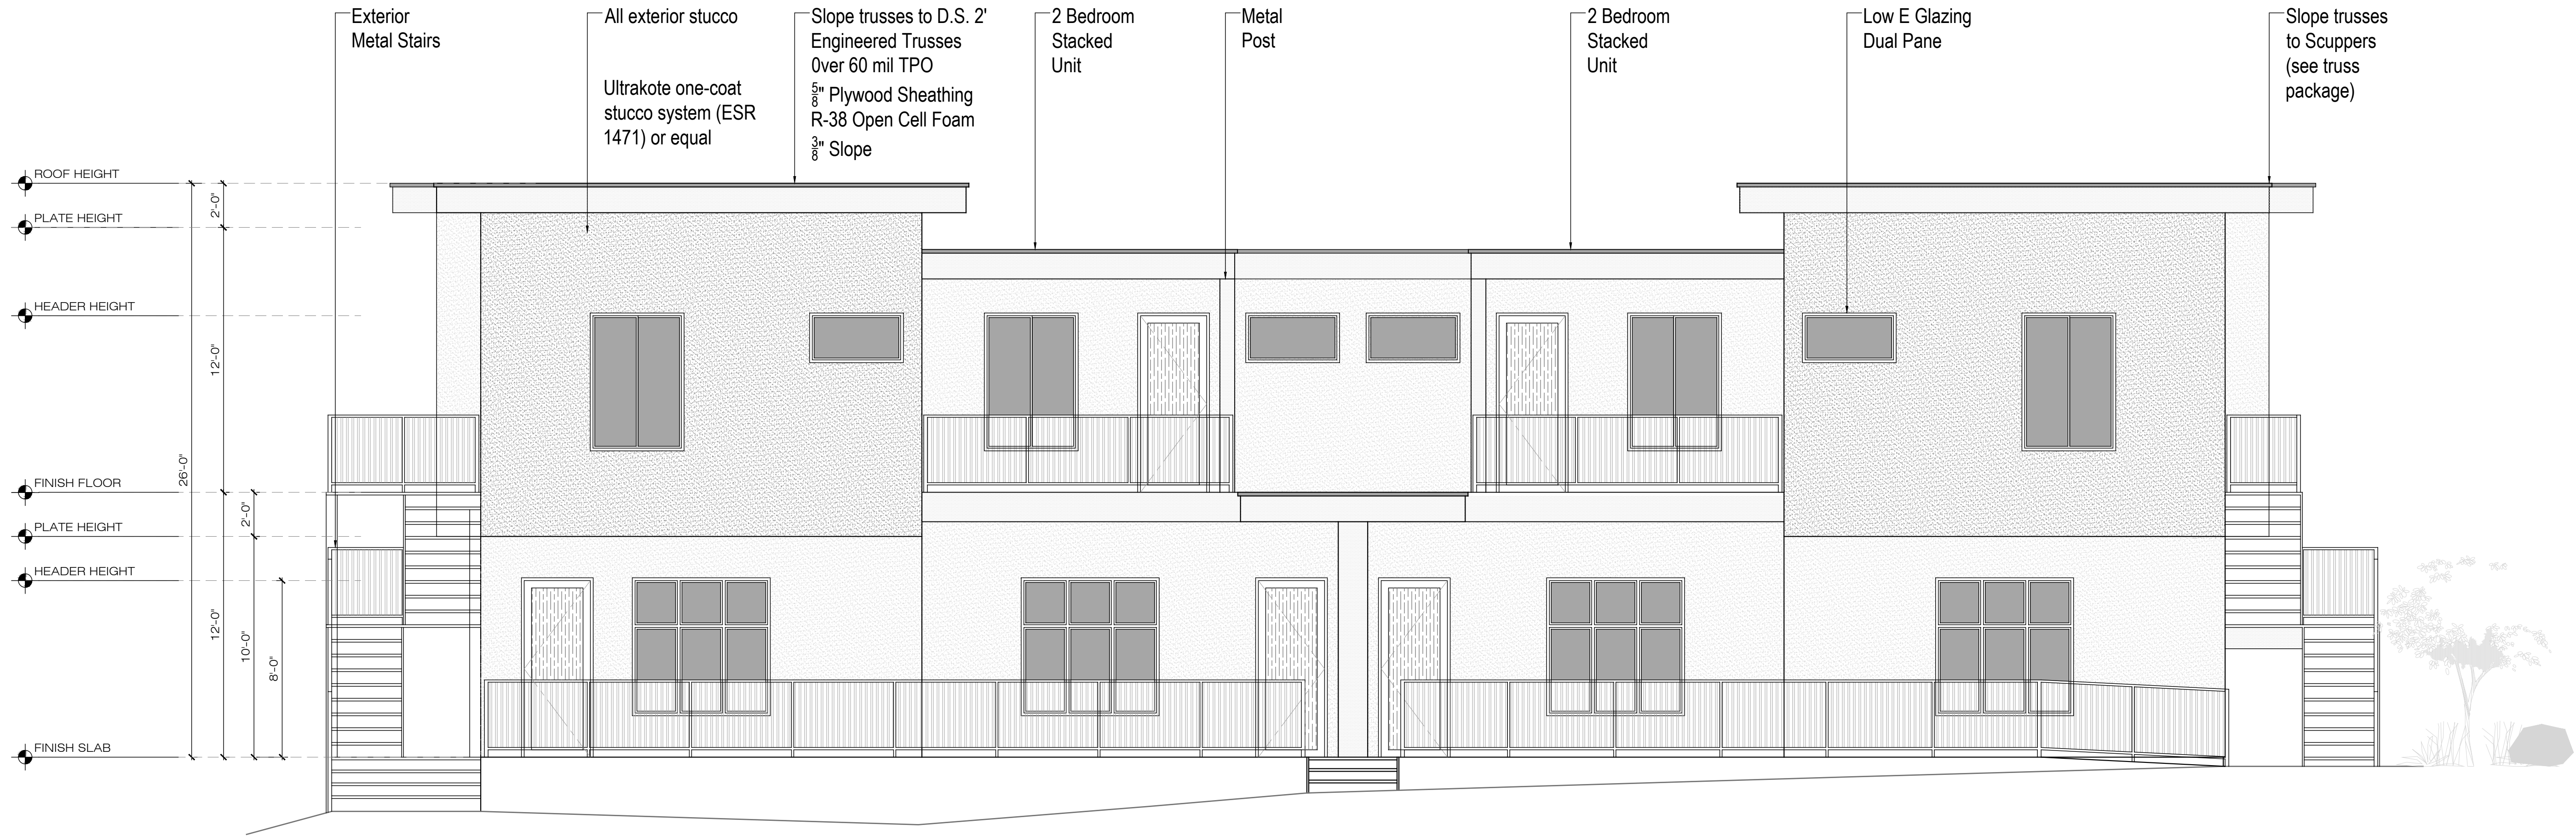 Exterior
Metal Stairs
All exterior stucco
Ultrakote one-coat
stucco system (ESR
1471) or equal
Slope trusses to D.S. 2'
Engineered Trusses
0ver 60 mil TPO
5/8" Plywood Sheathing
R-38 Open Cell Foam
3/8" Slope
2 Bedroom
Stacked
Unit
Metal
Post
2 Bedroom
Stacked
Unit
Low E Glazing
Dual Pane
Slope trusses
to Scuppers
(see truss
package)
ROOF HEIGHT
PLATE HEIGHT
HEADER HEIGHT
FINISH FLOOR
PLATE HEIGHT
HEADER HEIGHT
FINISH SLAB
26'-0"
2'-0"
12'-0"
12'-0"
2'-0"
10'-0"
8'-0"